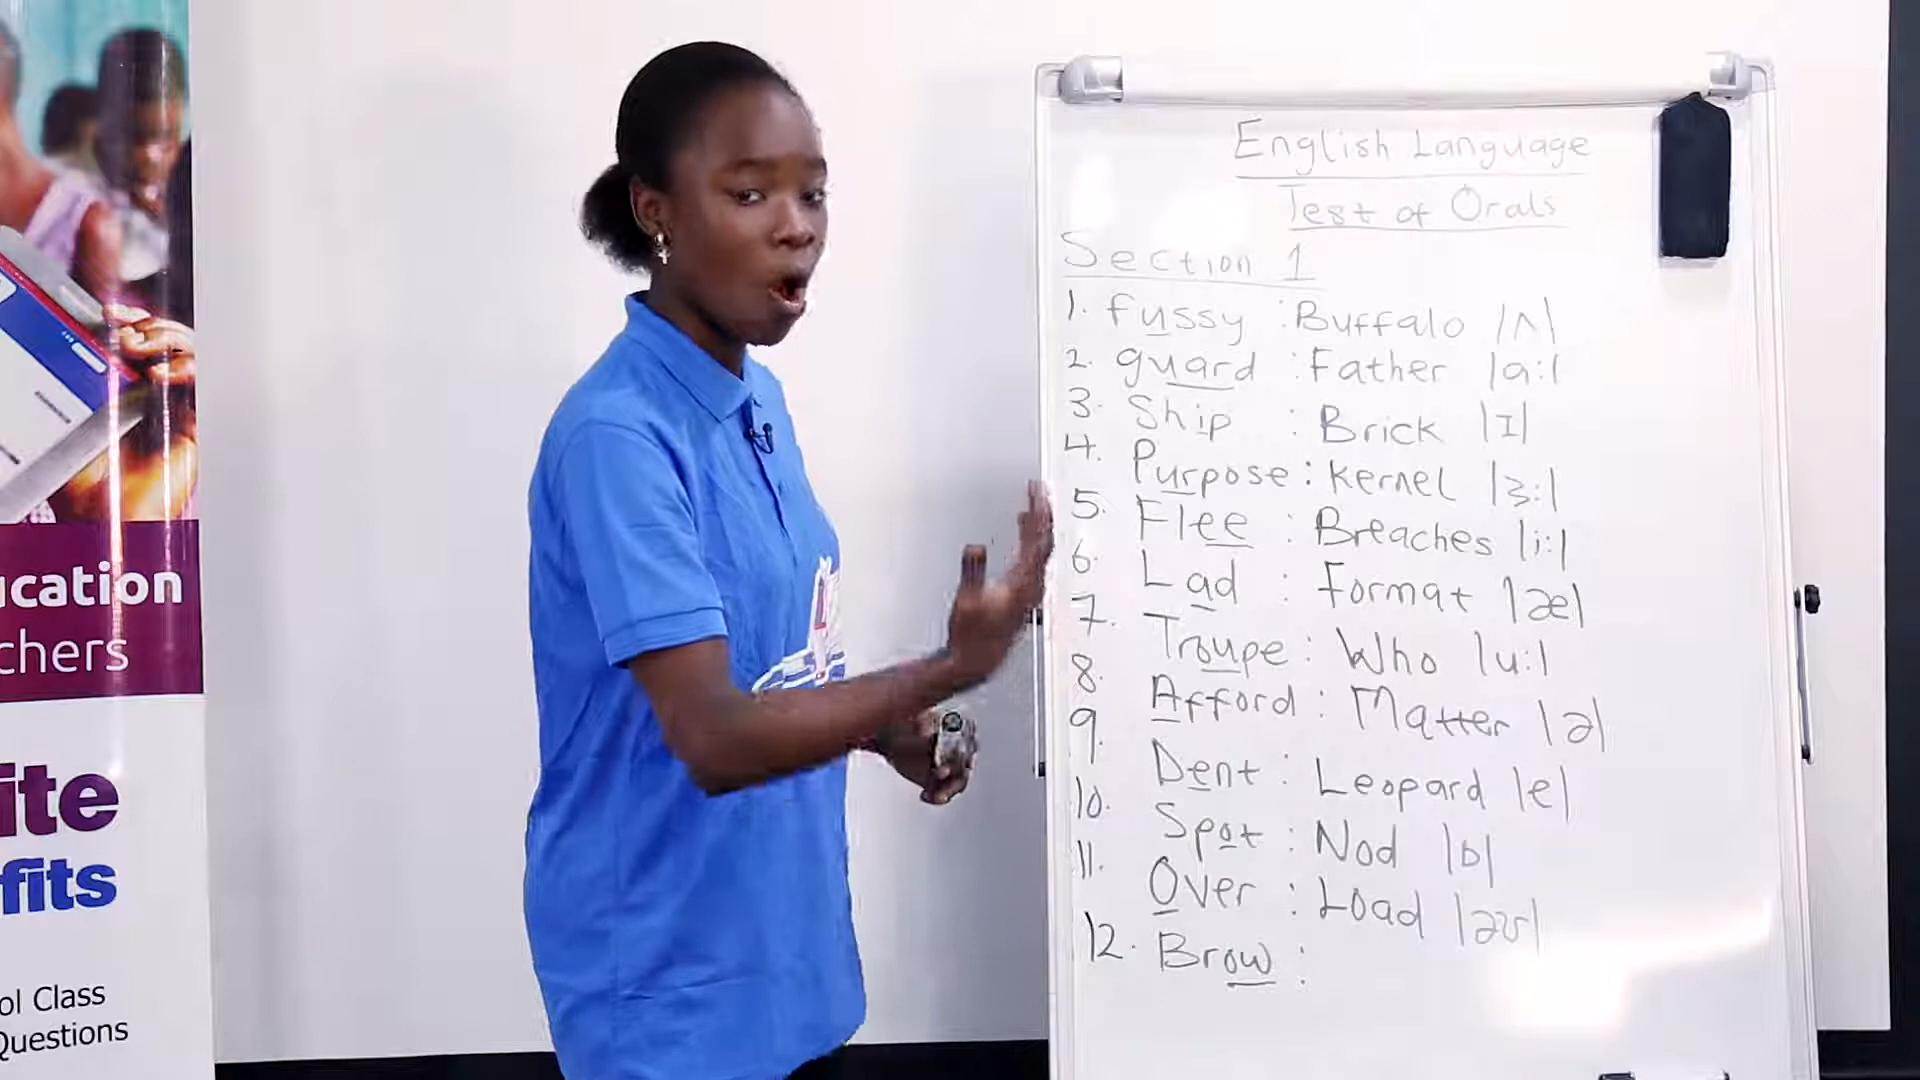 ucation
chers
ite
fits
ol Class
Questions
English Language
Test of Orals
Section 1
1. fussy : Buffalo /ʌ/
2. guard : Father /a:/
3. Ship : Brick /I/
4. Purpose : kernel /3:/
5. Flee : Breaches /i:/
6. Lad : Format /æ/
7. Troupe : Who /u:/
8. Afford : Matter /ə/
9. Dent : Leopard /e/
10. Spot : Nod /ɒ/
11. Over : Load /əʊ/
12. Brow :